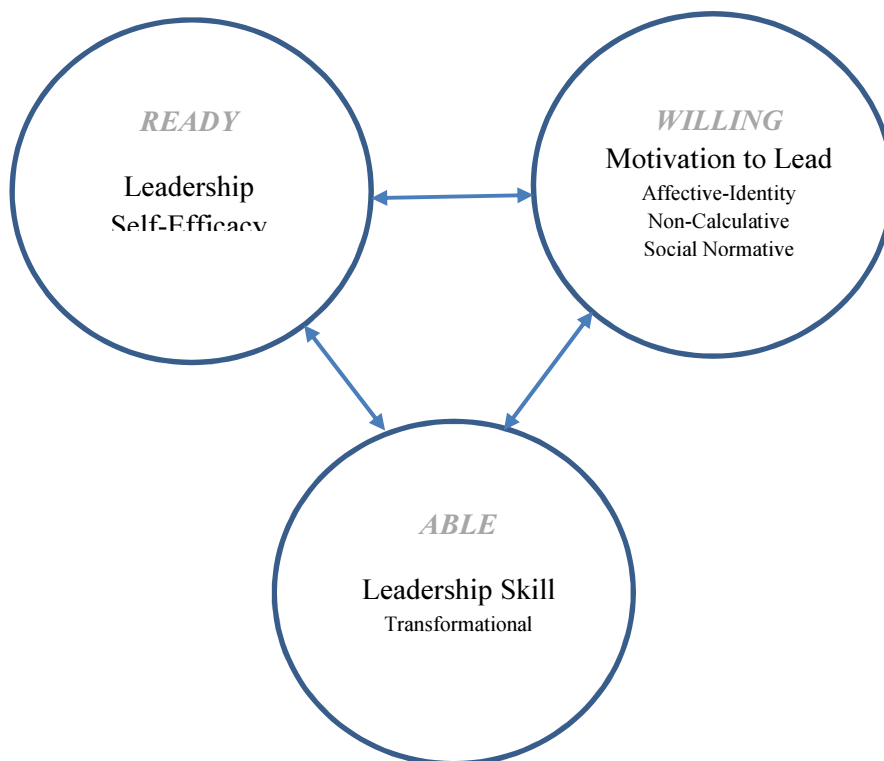 READY
Leadership
Self-Efficacy
WILLING
Motivation to Lead
Affective-Identity
Non-Calculative
Social Normative
ABLE
Leadership Skill
Transformational